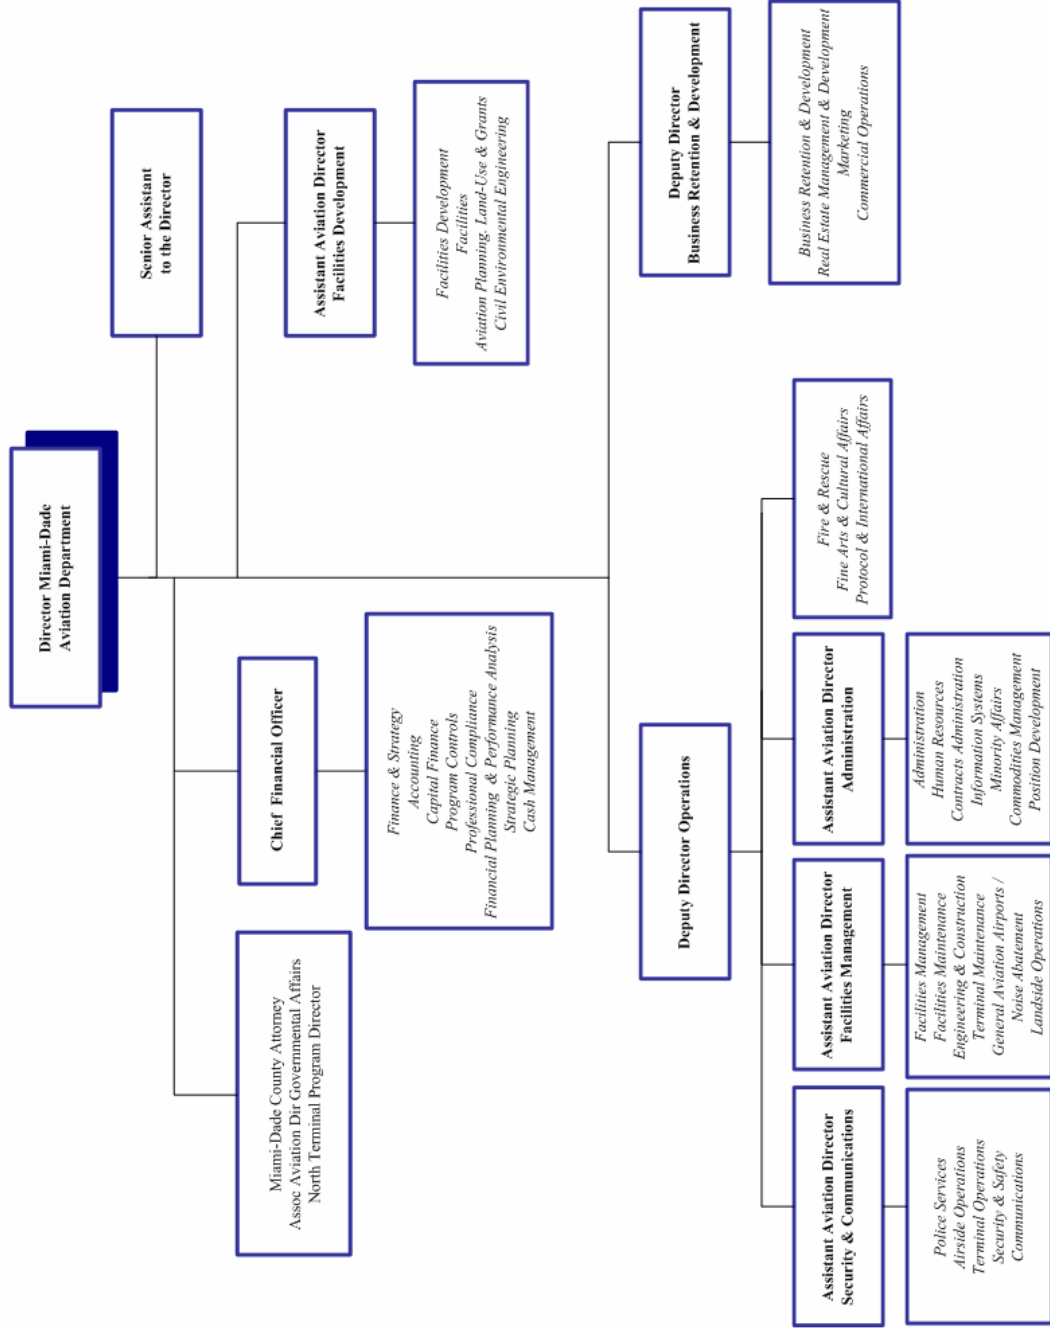 Director Miami-Dade
Aviation Department
Senior Assistant
to the Director
Miami-Dade County Attorney
Assoc Aviation Dir Governmental Affairs
North Terminal Program Director
Chief Financial Officer
Finance & Strategy
Accounting
Capital Finance
Program Controls
Professional Compliance
Financial Planning & Performance Analysis
Strategic Planning
Cash Management
Assistant Aviation Director
Facilities Development
Facilities Development
Facilities
Aviation Planning. Land-Use & Grants
Civil Environmental Engineering
Deputy Director Operations
Deputy Director
Business Retention & Development
Business Retention & Development
Real Estate Management & Development
Marketing
Commercial Operations
Assistant Aviation Director
Security & Communications
Police Services
Airside Operations
Terminal Operations
Security & Safety
Communications
Assistant Aviation Director
Facilities Management
Facilities Management
Facilities Maintenance
Engineering & Construction
Terminal Maintenance
General Aviation Airports /
Noise Abatement
Landside Operations
Assistant Aviation Director
Administration
Administration
Human Resources
Contracts Administration
Information Systems
Minority Affairs
Commodities Management
Position Development
Fire & Rescue
Fine Arts & Cultural Affairs
Protocol & International Affairs